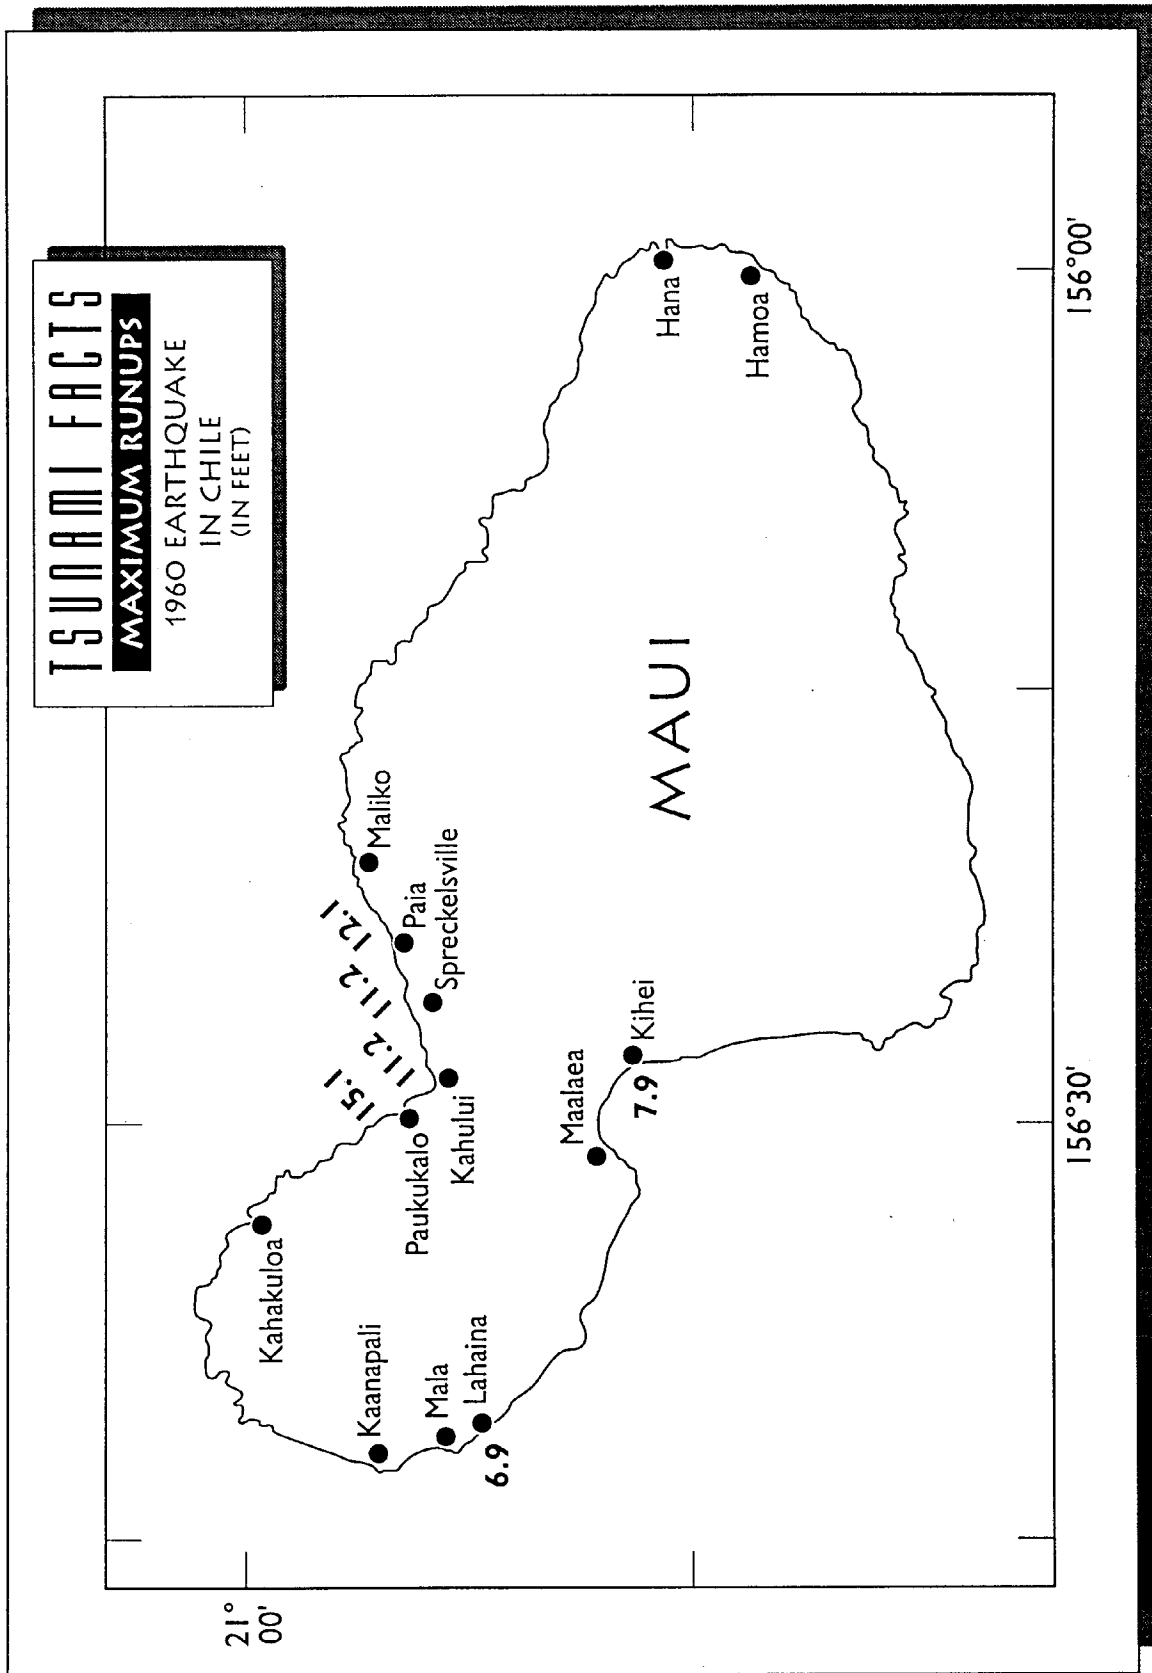 TSUNAMI FACTS
MAXIMUM RUNUPS
1960 EARTHQUAKE
IN CHILE
(IN FEET)
21°
00'
Kahakuloa
Kaanapali
Mala
Lahaina
6.9
Paukukalo
Kahului
15.1
11.2
11.2
12.1
Maliko
Paia
Spreckelsville
Maalaea
Kihei
7.9
MAUI
Hana
Hamoa
156°30'
156°00'